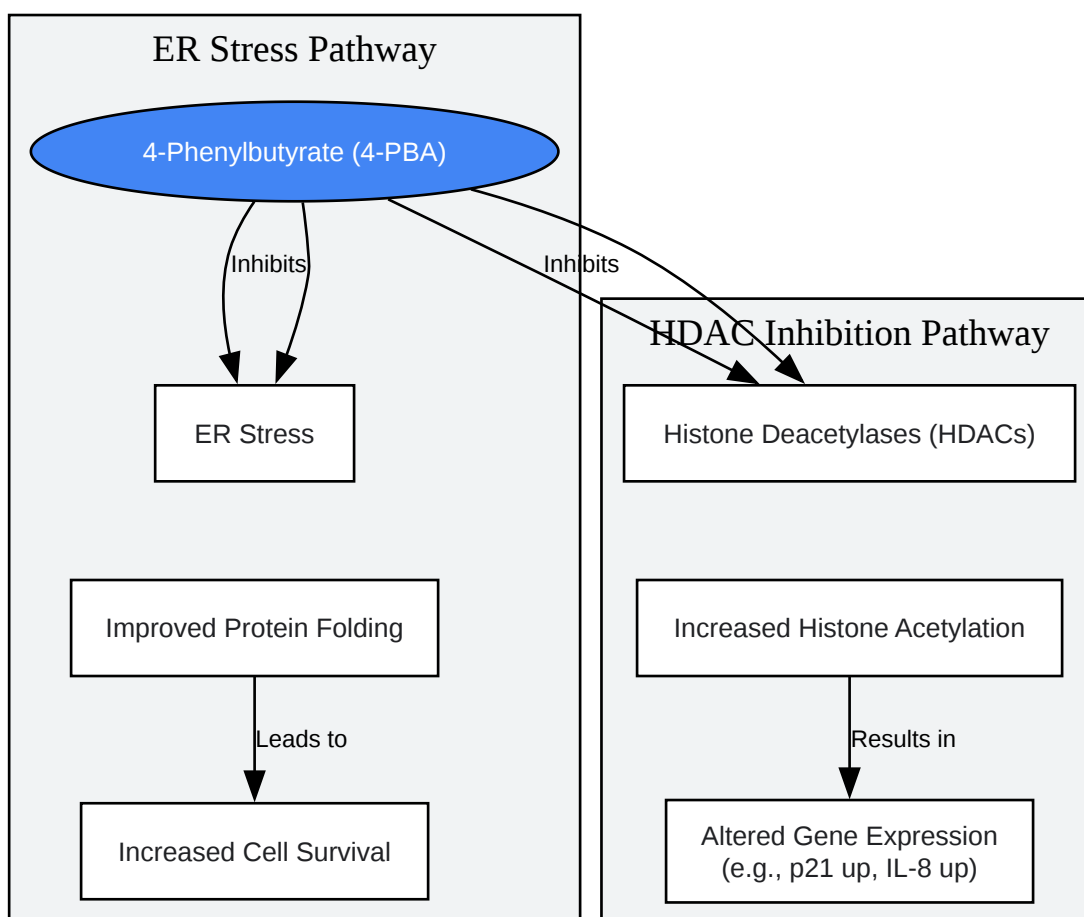 ER Stress Pathway
4-Phenylbutyrate (4-PBA)
Inhibits
Inhibits
HDAC Inhibition Pathway
ER Stress
Histone Deacetylases (HDACs)
Improved Protein Folding
Increased Histone Acetylation
Leads to
Results in
Increased Cell Survival
Altered Gene Expression
(e.g., p21 up, IL-8 up)